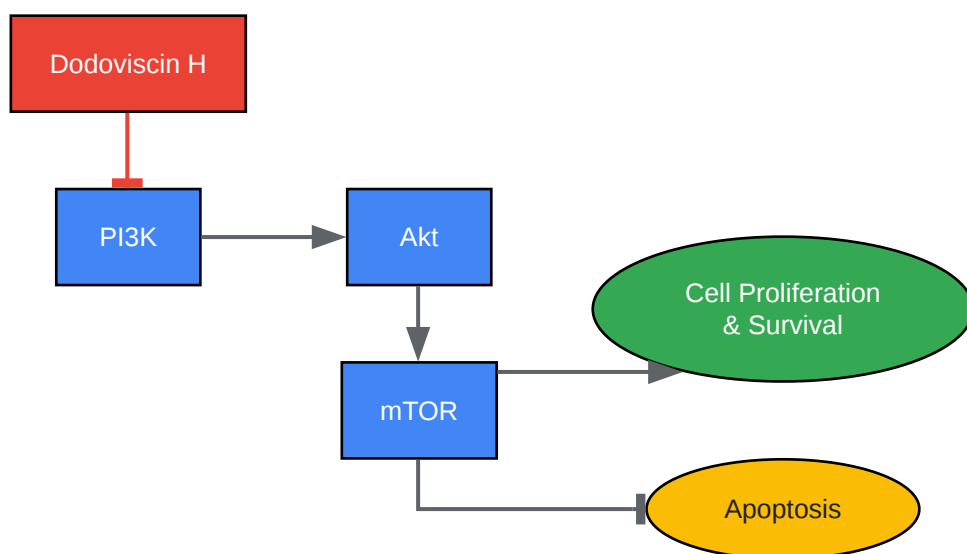 Dodoviscin H
PI3K
Akt
Cell Proliferation
& Survival
mTOR
Apoptosis